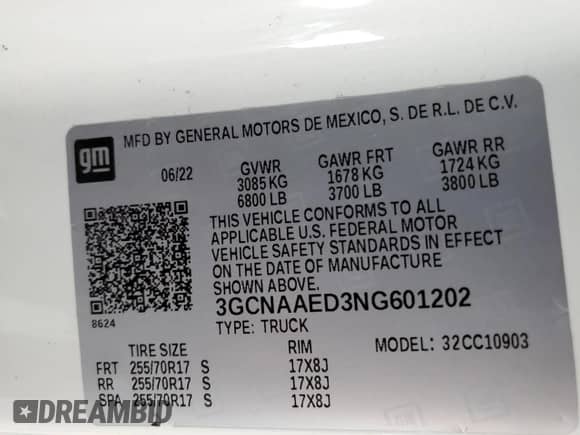 gm
MFD BY GENERAL MOTORS DE MEXICO, S. DE R.L. DE C.V.
06/22 GVWR GAWR FRT GAWR RR
3085 KG 1678 KG 1724 KG
6800 LB 3700 LB 3800 LB
THIS VEHICLE CONFORMS TO ALL
APPLICABLE U.S. FEDERAL MOTOR
VEHICLE SAFETY STANDARDS IN EFFECT
ON THE DATE OF MANUFACTURE
SHOWN ABOVE.
8624
3GCNAAED3NG601202
TYPE: TRUCK
TIRE SIZE RIM MODEL: 32CC10903
FRT 255/70R17 S 17X8J
RR 255/70R17 S 17X8J
SPA 255/70R17 S 17X8J
DREAMBID